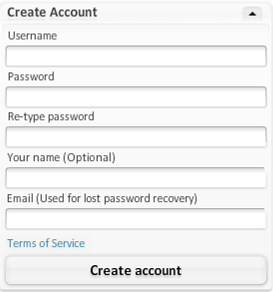 Create Account
Username
Password
Re-type password
Your name (Optional)
Email (Used for lost password recovery)
Terms of Service
Create account